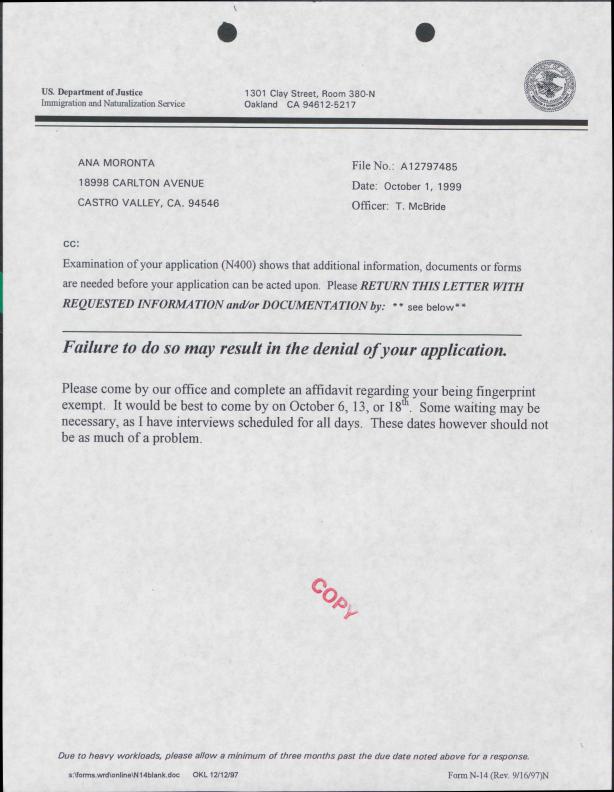 US. Department of Justice
Immigration and Naturalization Service
1301 Clay Street, Room 380-N
Oakland CA 94612-5217
ANA MORONTA
18998 CARLTON AVENUE
CASTRO VALLEY, CA. 94546
File No.: A12797485
Date: October 1, 1999
Officer: T. McBride
cc:
Examination of your application (N400) shows that additional information, documents or forms
are needed before your application can be acted upon. Please RETURN THIS LETTER WITH
REQUESTED INFORMATION and/or DOCUMENTATION by: ** see below**
Failure to do so may result in the denial of your application.
Please come by our office and complete an affidavit regarding your being fingerprint
exempt. It would be best to come by on October 6, 13, or 18th. Some waiting may be
necessary, as I have interviews scheduled for all days. These dates however should not
be as much of a problem.
COPY
Due to heavy workloads, please allow a minimum of three months past the due date noted above for a response.
s:\forms.wrd\online\N14blank.doc OKL 12/12/97
Form N-14 (Rev. 9/16/97)N